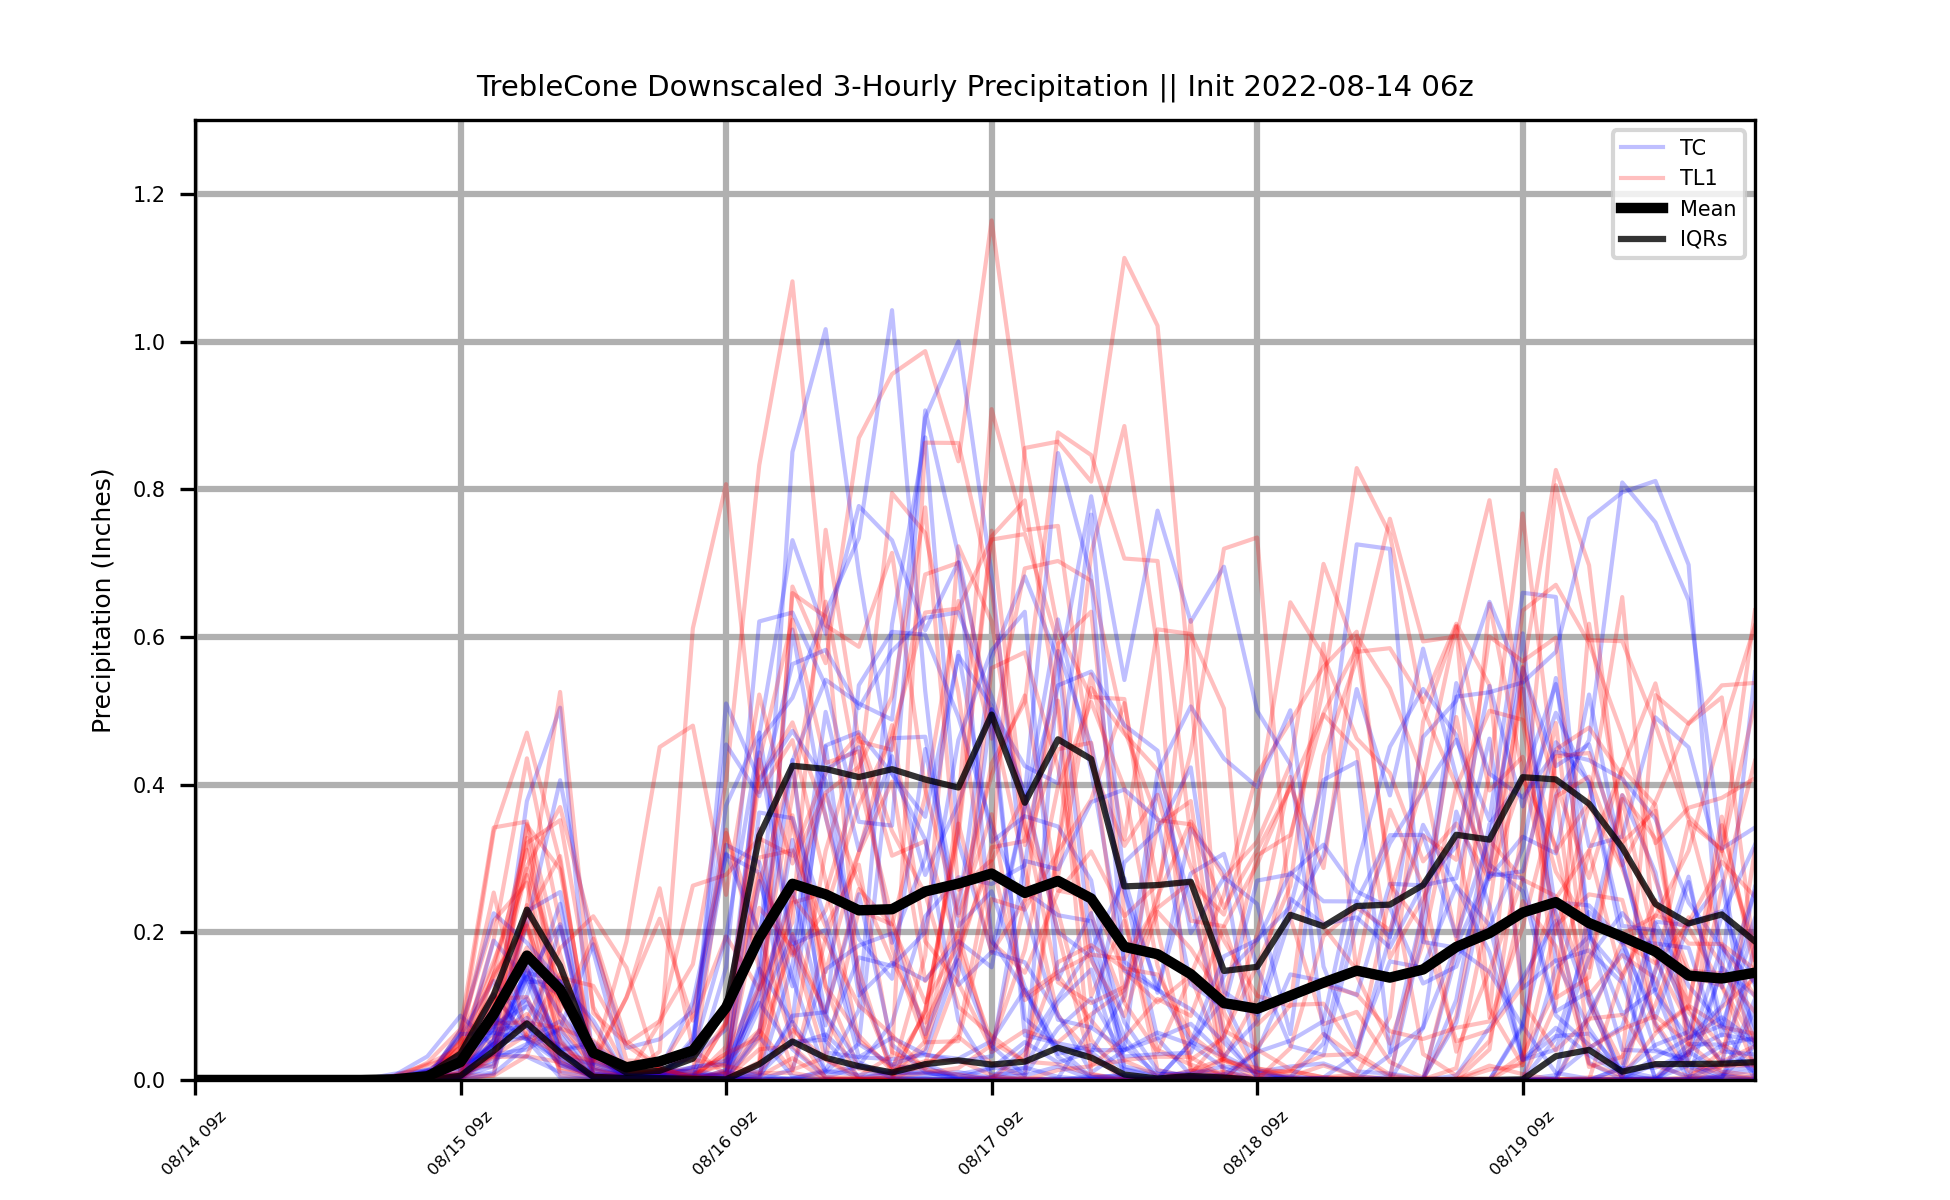 TrebleCone Downscaled 3-Hourly Precipitation || Init 2022-08-14 06z
TC
TL1
Mean
IQRs
Precipitation (Inches)
1.2
1.0
0.8
0.6
0.4
0.2
0.0
08/14 09z
08/15 09z
08/16 09z
08/17 09z
08/18 09z
08/19 09z